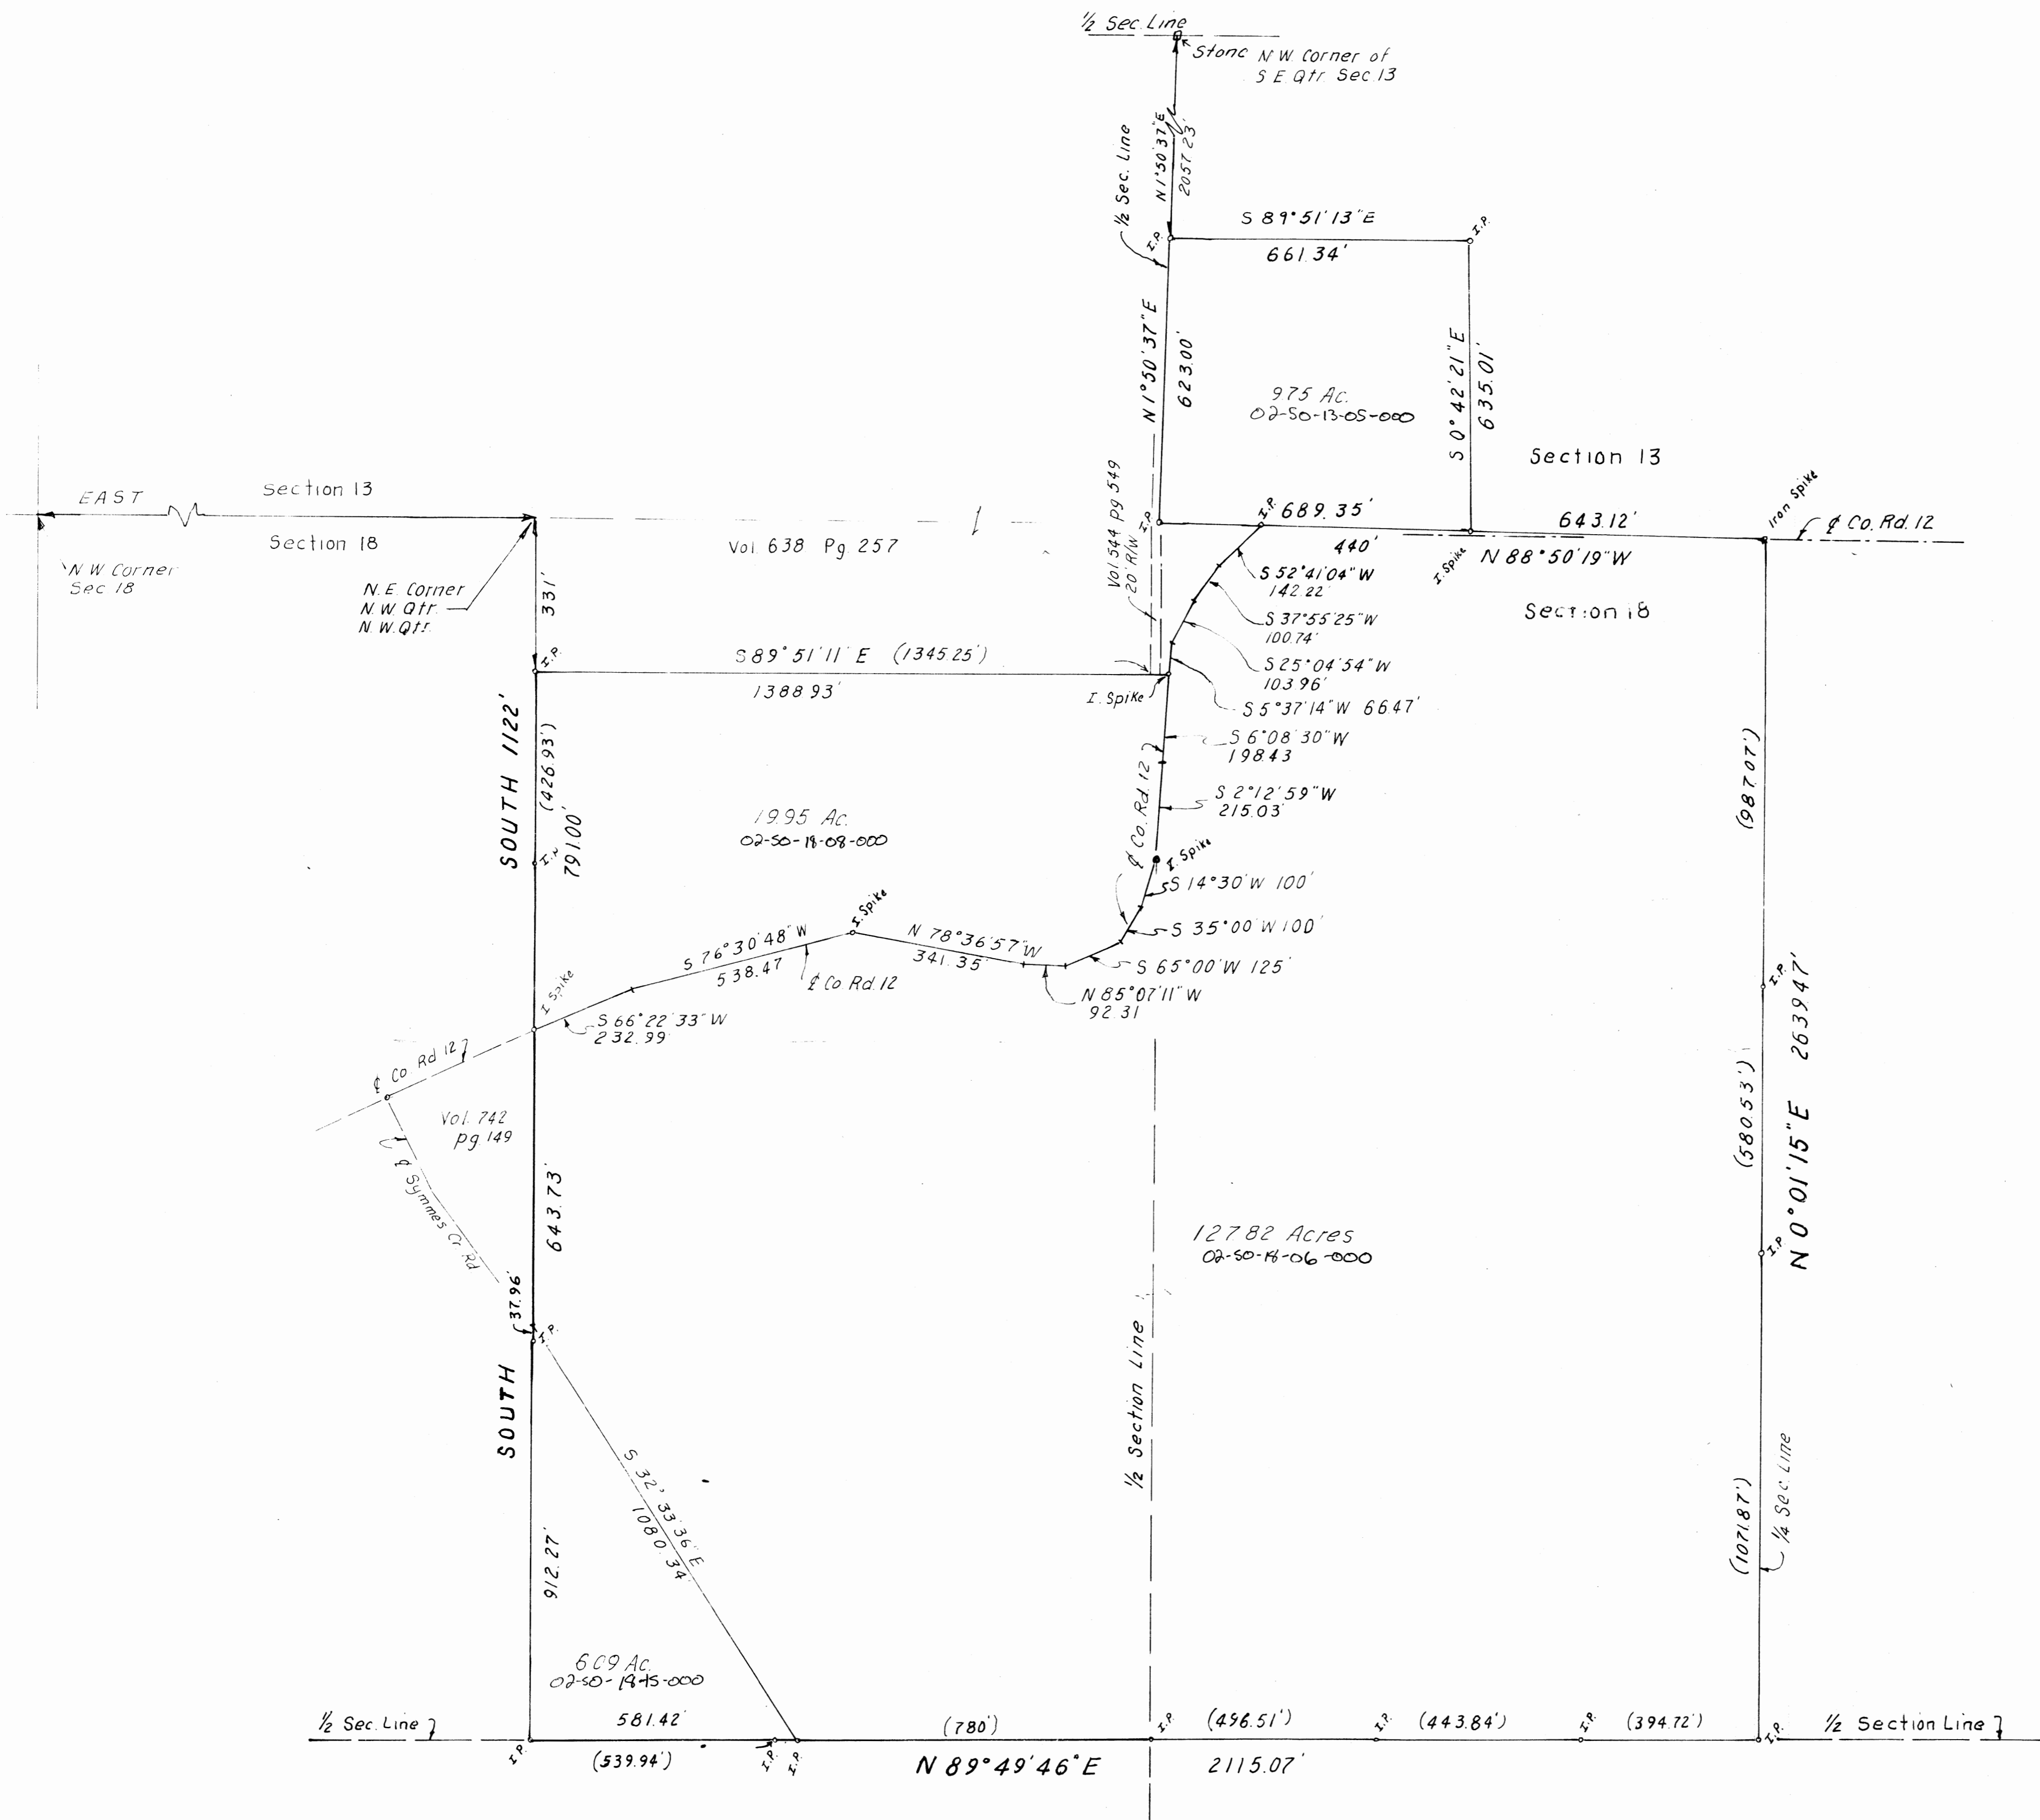 ½ Sec. Line
Stone N.W. Corner of
S.E. Qtr. Sec. 13
½ Sec. Line
N 1°50'37" E
2057.23'
I.P.
S 89°51'13" E
661.34'
I.P.
N 1°50'37" E
623.00'
S 0°42'21" E
635.01'
9.75 Ac.
02-50-13-05-000
Section 13
EAST
Section 13
Section 18
N.W. Corner
Sec 18
N.E. Corner
N.W. Qtr.
N.W. Qtr.
Vol. 638 Pg 257
Vol 544 pg 549
20' R/W
I.P.
I.P.
689.35'
440'
643.12'
Iron Spike
₵ Co. Rd. 12
I. Spike
N 88°50'19" W
Section 18
331'
I.P.
S 89°51'11" E (1345.25')
1388.93'
I. Spike
S 52°41'04" W
142.22'
S 37°55'25" W
100.74'
S 25°04'54" W
103.96'
S 5°37'14" W 66.47'
S 6°08'30" W
198.43
S 2°12'59" W
215.03'
₵ Co. Rd. 12
I. Spike
S 14°30' W 100'
S 35°00' W 100'
S 65°00' W 125'
N 85°07'11" W
92.31
SOUTH 1122'
(426.93')
791.00'
19.95 Ac.
02-50-18-08-000
I. Spike
N 78°36'57" W
341.35'
S 76°30'48" W
538.47
₵ Co Rd. 12
I. Spike
S 66°22'33" W
232.99'
₵ Co. Rd 12
Vol. 742
pg 149
₵ Symmes Cr. Rd
643.73'
37.96'
I.P.
(987.07')
I.P.
(580.53')
N 0°01'15" E 2639.47'
I.P.
(1071.87')
¼ Sec. Line
127.82 Acres
02-50-18-06-000
½ Section Line
SOUTH
912.27'
S 32°33'36" E
1080.34'
6.09 Ac.
02-50-18-15-000
½ Sec. Line
581.42'
(780')
I.P.
(496.51')
I.P.
(443.84')
I.P.
(394.72')
I.P.
½ Section Line
I.P.
(539.94')
I.P.
I.P.
N 89°49'46" E
2115.07'